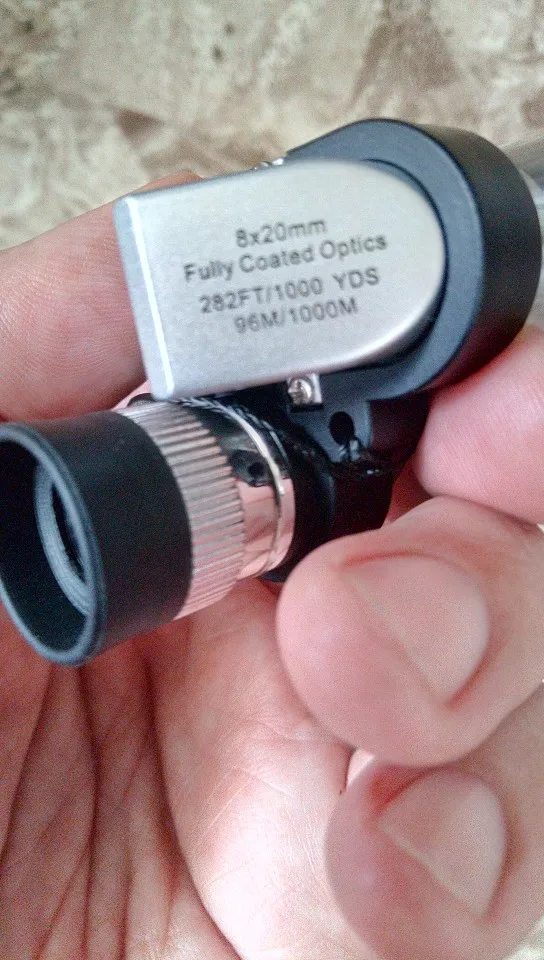 8x20mm
Fully Coated Optics
282FT/1000 YDS
96M/1000M